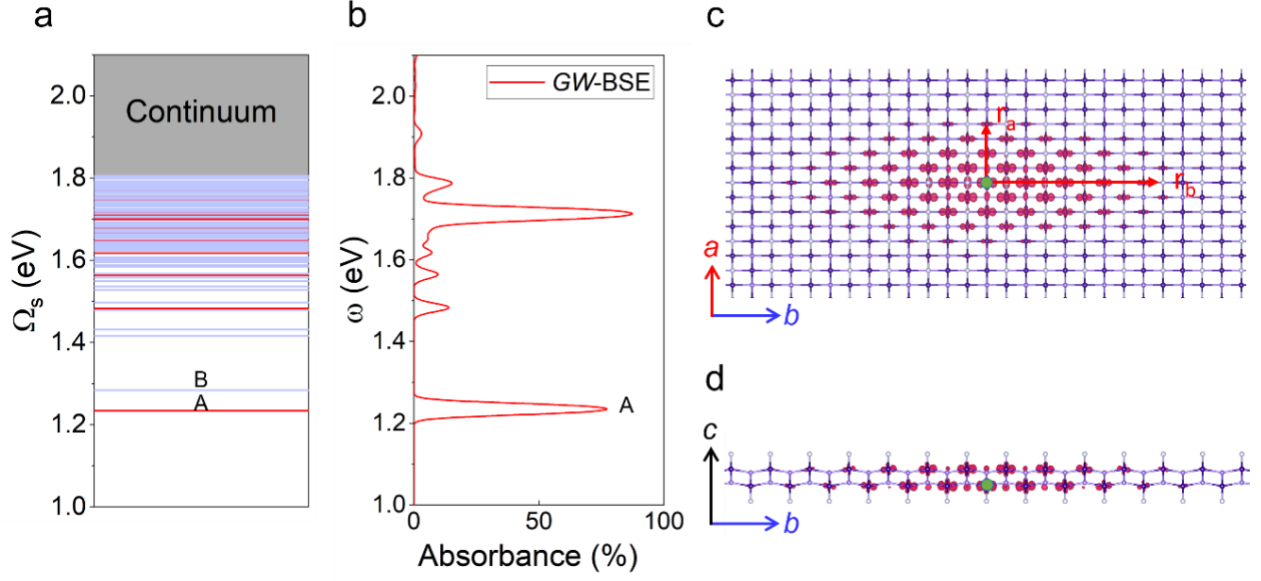 a
Continuum
B
A
2.0
1.8
1.6
1.4
1.2
1.0
Ωs (eV)
b
GW-BSE
A
2.0
1.8
1.6
1.4
1.2
1.0
ω (eV)
0
50
100
Absorbance (%)
c
ra
rb
a
b
d
c
b